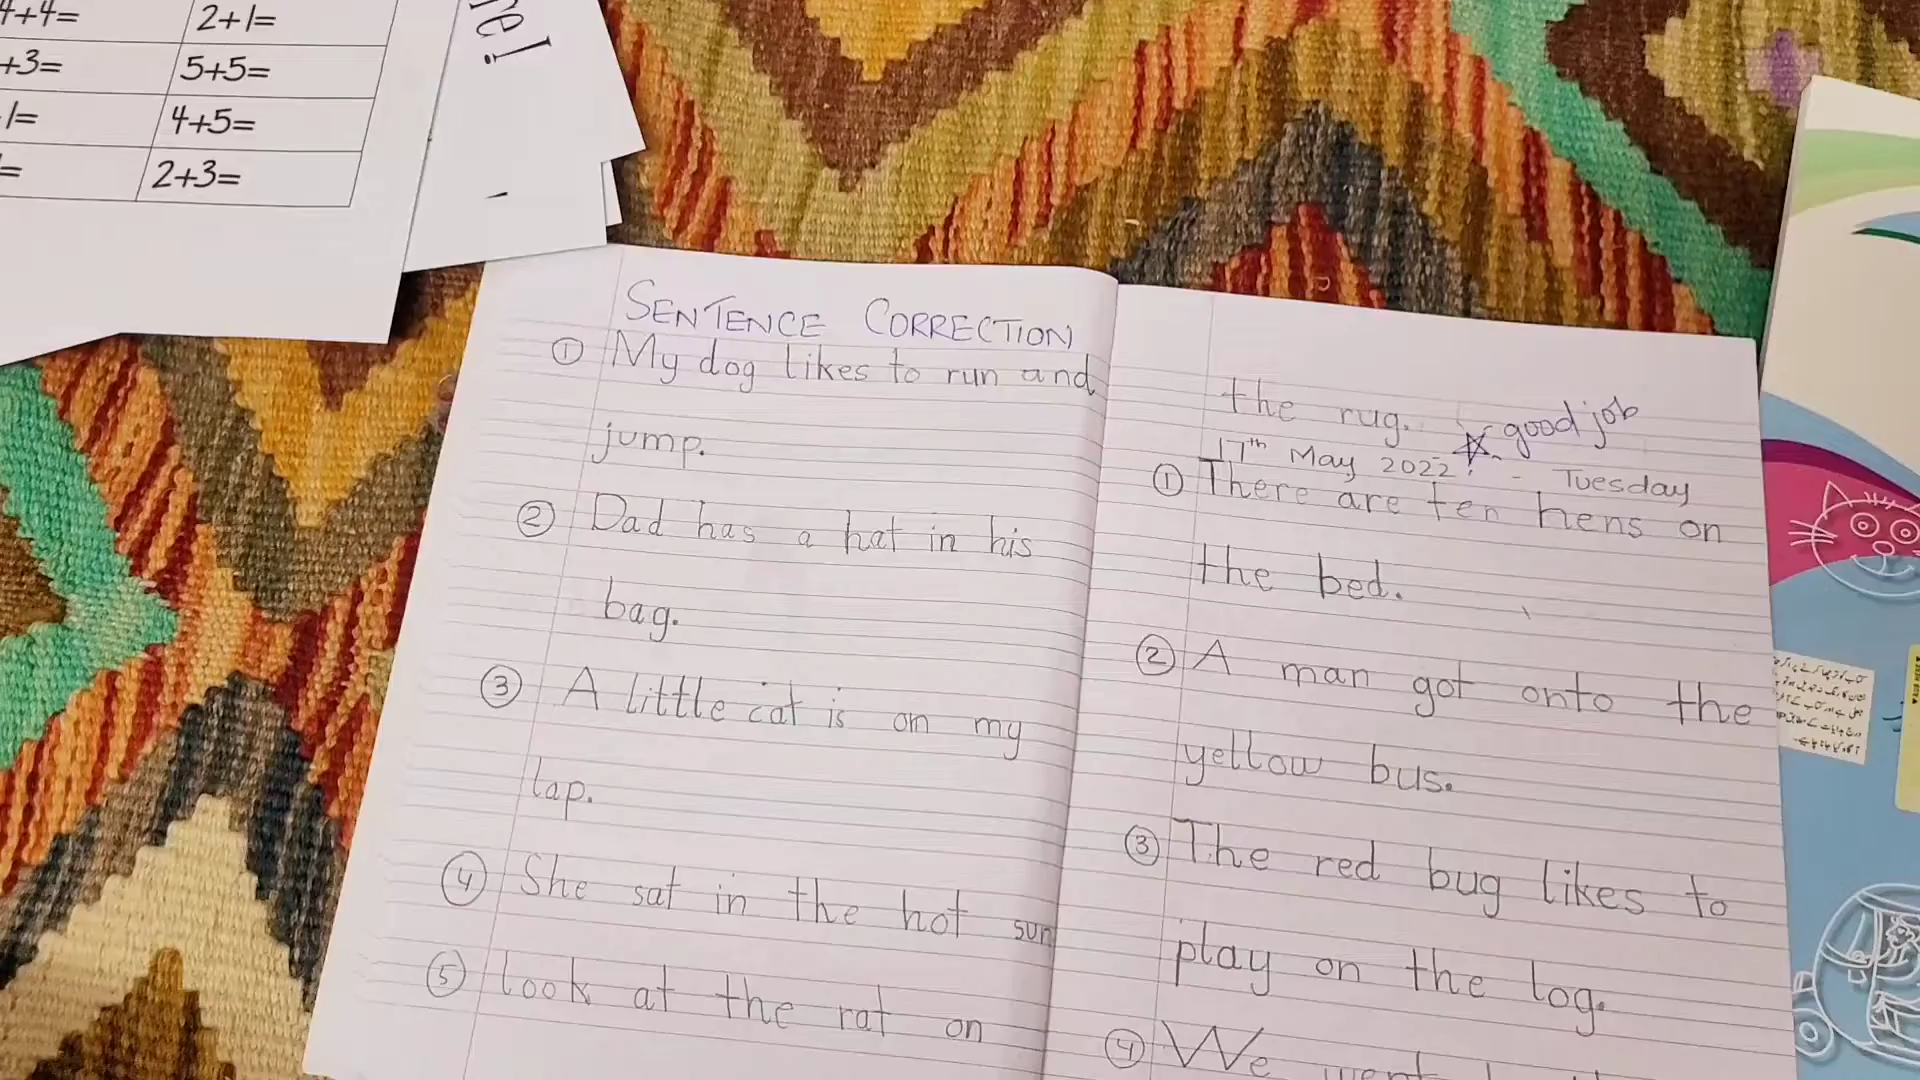 4+4=
2+1=
+3=
5+5=
1=
4+5=
=
2+3=
re!
SENTENCE CORRECTION
① My dog likes to run and
jump.
② Dad has a hat in his
bag.
③ A little cat is on my
lap.
④ She sat in the hot sun
⑤ look at the rat on
the rug. good job
17th May 2022 - Tuesday
① There are ten hens on
the bed.
② A man got onto the
yellow bus.
③ The red bug likes to
play on the log.
④ We went